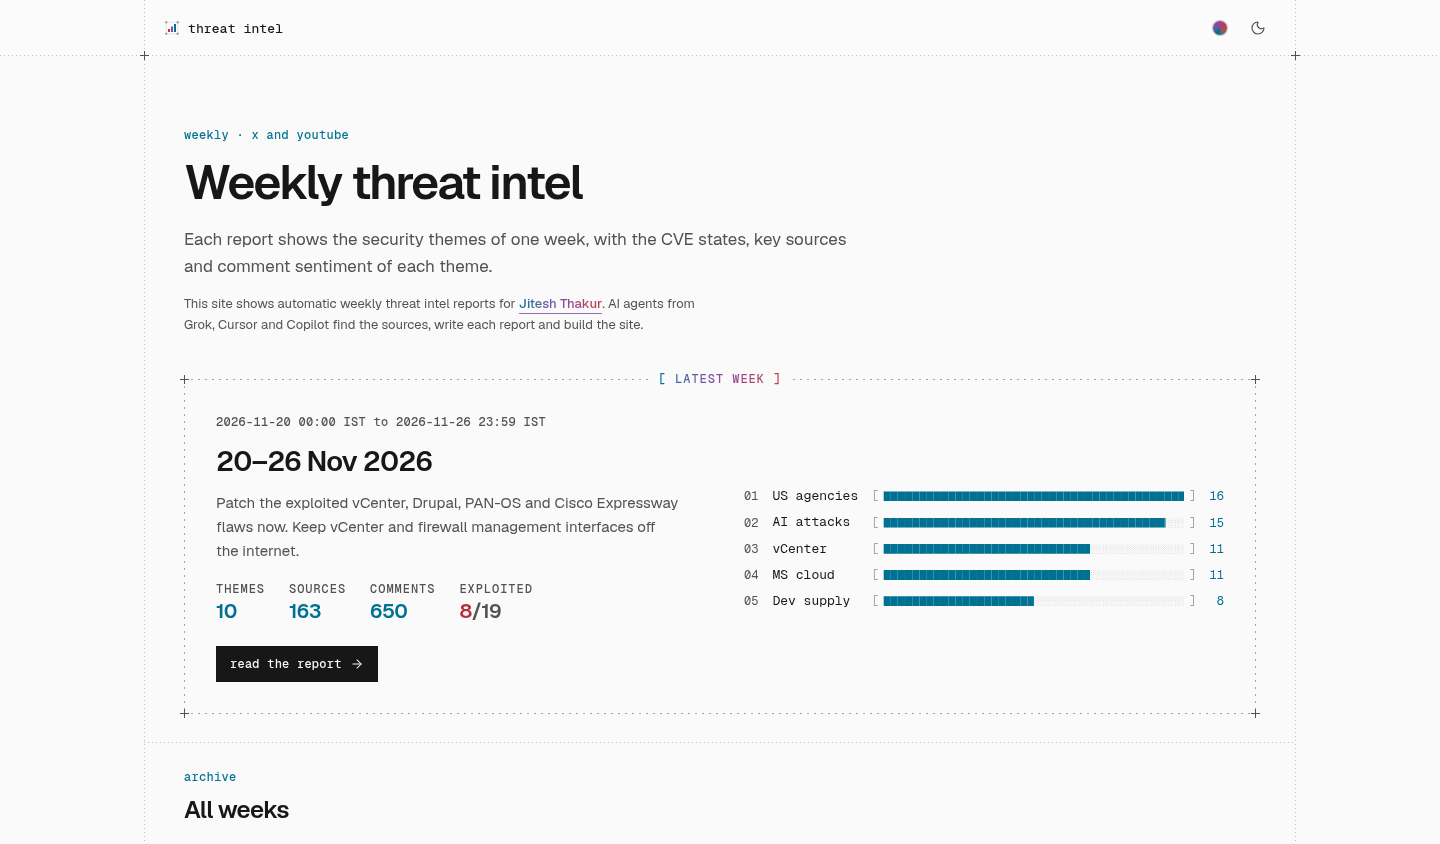 threat intel
weekly · x and youtube
Weekly threat intel
Each report shows the security themes of one week, with the CVE states, key sources
and comment sentiment of each theme.
This site shows automatic weekly threat intel reports for Jitesh Thakur. AI agents from
Grok, Cursor and Copilot find the sources, write each report and build the site.
[ LATEST WEEK ]
2026-11-20 00:00 IST to 2026-11-26 23:59 IST
20–26 Nov 2026
Patch the exploited vCenter, Drupal, PAN-OS and Cisco Expressway
flaws now. Keep vCenter and firewall management interfaces off
the internet.
THEMES SOURCES COMMENTS EXPLOITED
10 163 650 8/19
read the report →
01 US agencies [ ] 16
02 AI attacks [ ] 15
03 vCenter [ ] 11
04 MS cloud [ ] 11
05 Dev supply [ ] 8
archive
All weeks